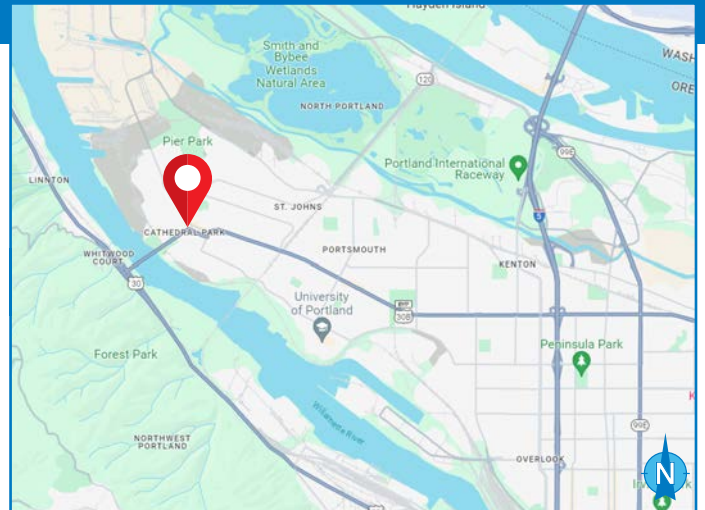 Hayden Island
WASH
ORE
Smith and
Bybee
Wetlands
Natural Area
120
NORTH PORTLAND
99E
Pier Park
Portland International
Raceway
LINNTON
ST. JOHNS
5
CATHEDRAL PARK
PORTSMOUTH
WHITWOOD
COURT
KENTON
30
University
of Portland
BYP
30B
Peninsula Park
Forest Park
K
Willamette River
99E
NORTHWEST
PORTLAND
OVERLOOK
N